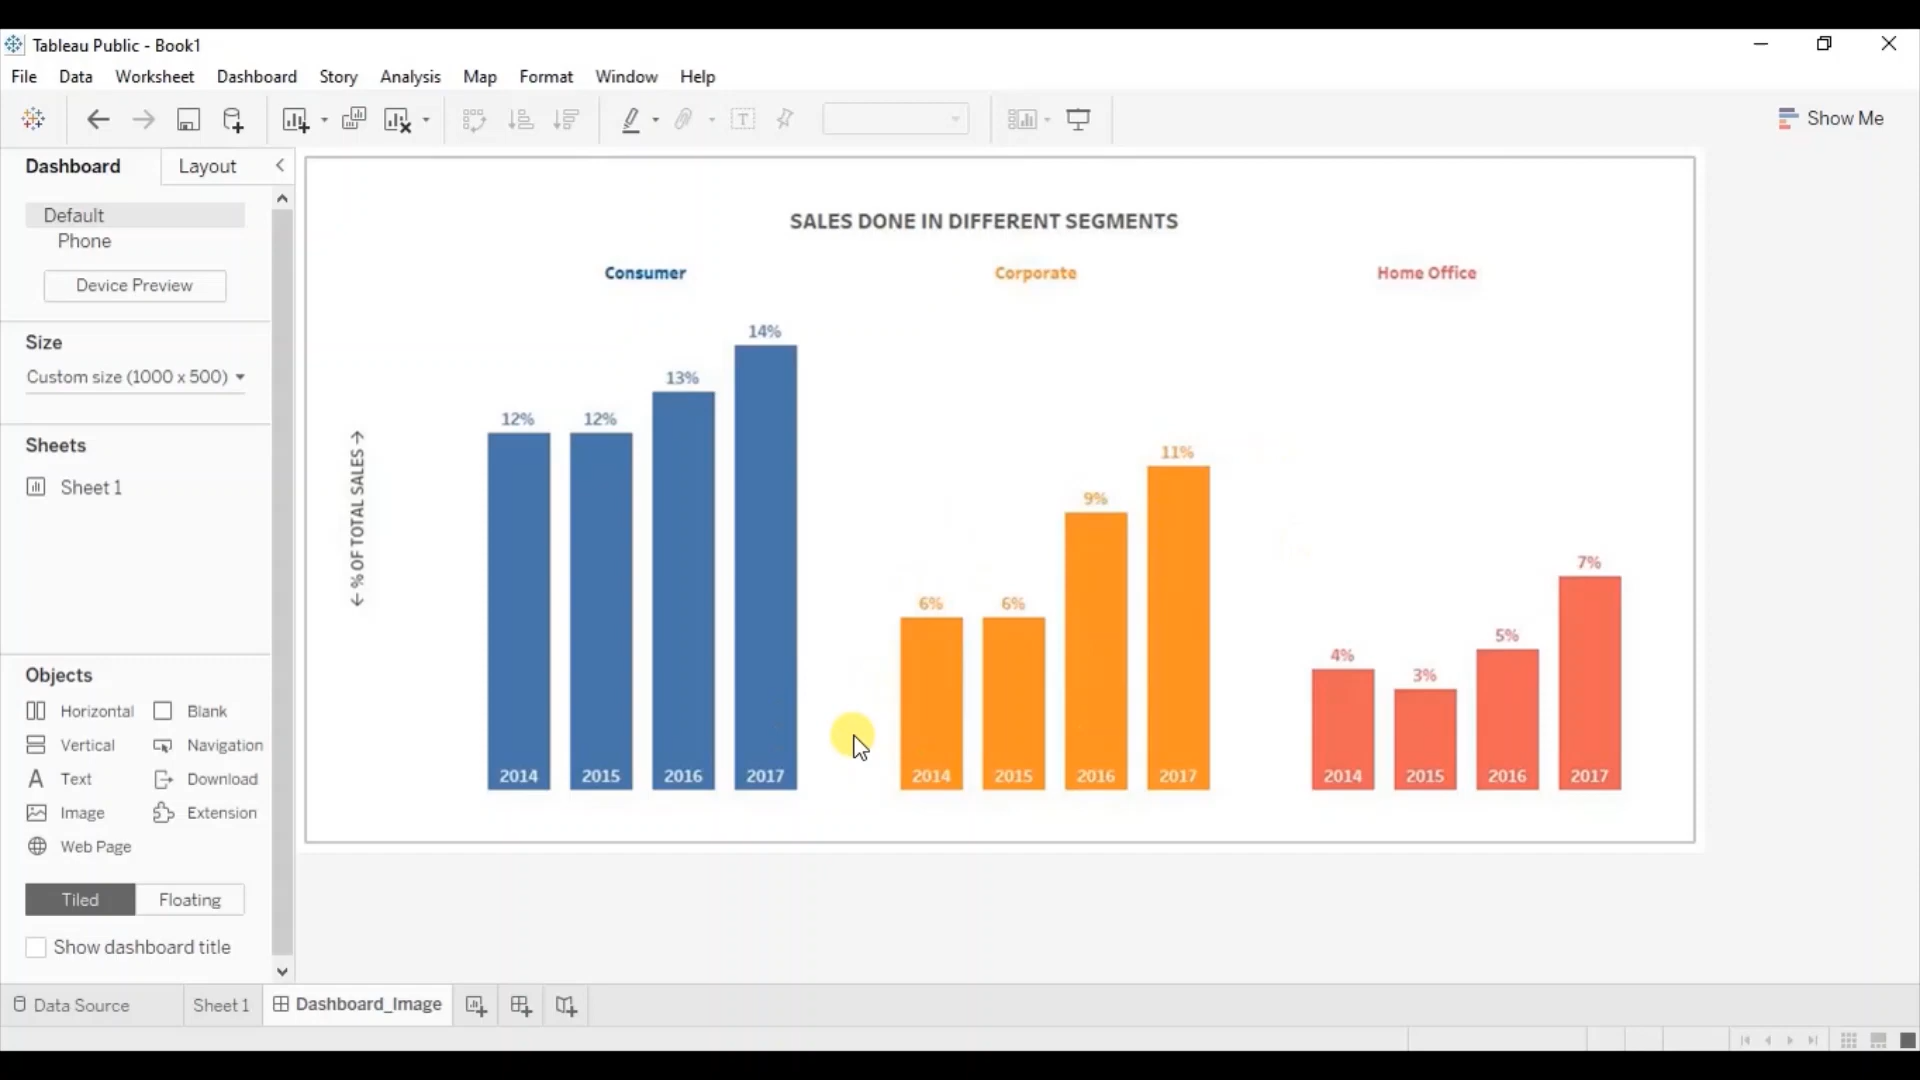 Tableau Public - Book1
File Data Worksheet Dashboard Story Analysis Map Format Window Help
Show Me
Dashboard Layout
Default
Phone
Device Preview
Size
Custom size (1000 x 500)
Sheets
Sheet 1
Objects
Horizontal Blank
Vertical Navigation
Text Download
Image Extension
Web Page
Tiled Floating
Show dashboard title
SALES DONE IN DIFFERENT SEGMENTS
Consumer Corporate Home Office
← % OF TOTAL SALES →
12% 12% 13% 14%
2014 2015 2016 2017
6% 6% 9% 11%
2014 2015 2016 2017
4% 3% 5% 7%
2014 2015 2016 2017
Data Source Sheet 1 Dashboard_Image